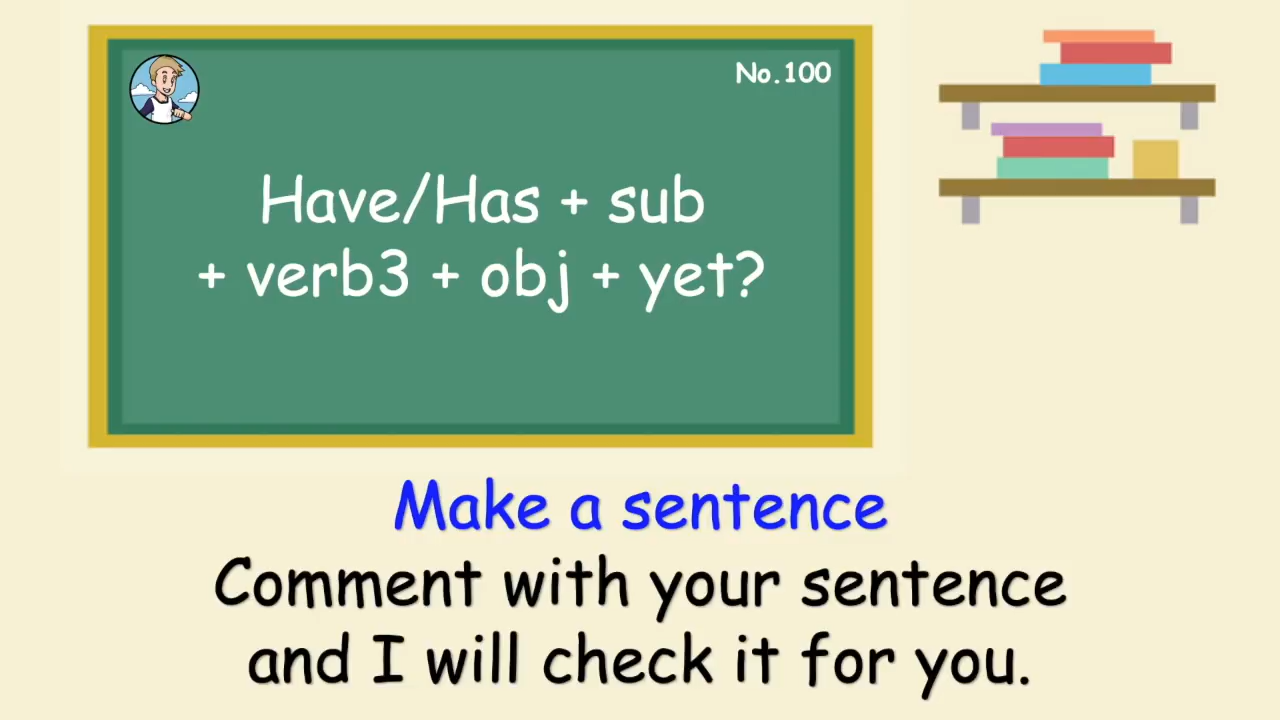 No.100
Have/Has + sub
+ verb3 + obj + yet?
Make a sentence
Comment with your sentence
and I will check it for you.